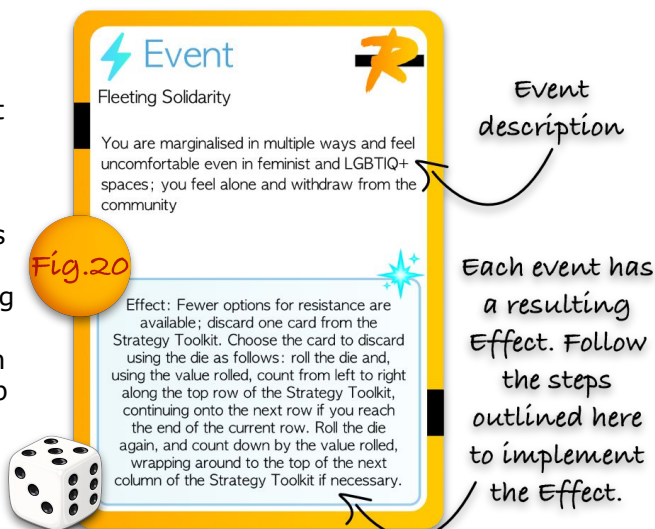 Event
R
Fleeting Solidarity
You are marginalised in multiple ways and feel
uncomfortable even in feminist and LGBTIQ+
spaces; you feel alone and withdraw from the
community
Fig.20
Effect: Fewer options for resistance are
available; discard one card from the
Strategy Toolkit. Choose the card to discard
using the die as follows: roll the die and,
using the value rolled, count from left to right
along the top row of the Strategy Toolkit,
continuing onto the next row if you reach
the end of the current row. Roll the die
again, and count down by the value rolled,
wrapping around to the top of the next
column of the Strategy Toolkit if necessary.
Event
description
Each event has
a resulting
Effect. Follow
the steps
outlined here
to implement
the Effect.